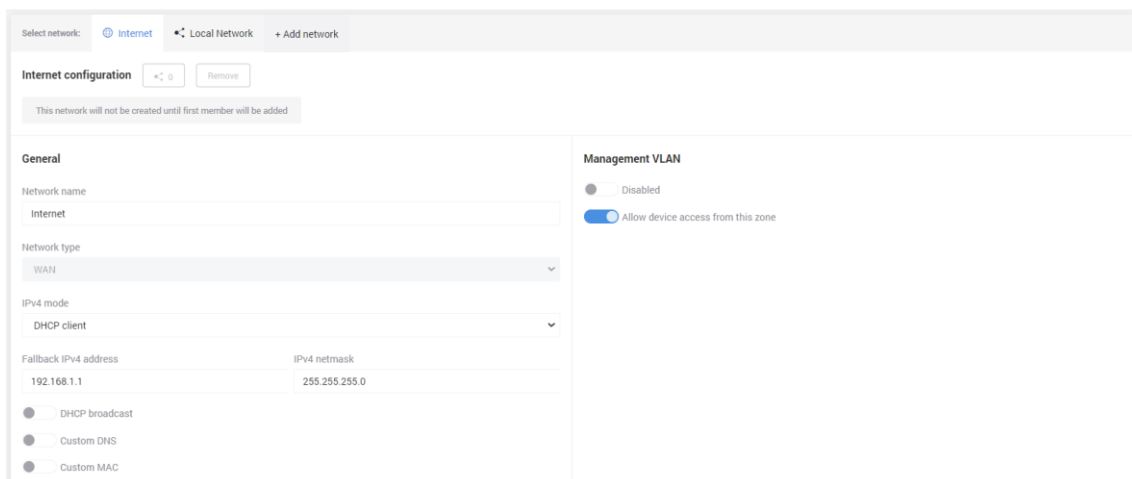 Select network: Internet Local Network + Add network
Internet configuration 0 Remove
This network will not be created until first member will be added
General
Network name
Internet
Network type
WAN
IPv4 mode
DHCP client
Fallback IPv4 address IPv4 netmask
192.168.1.1 255.255.255.0
DHCP broadcast
Custom DNS
Custom MAC
Management VLAN
Disabled
Allow device access from this zone